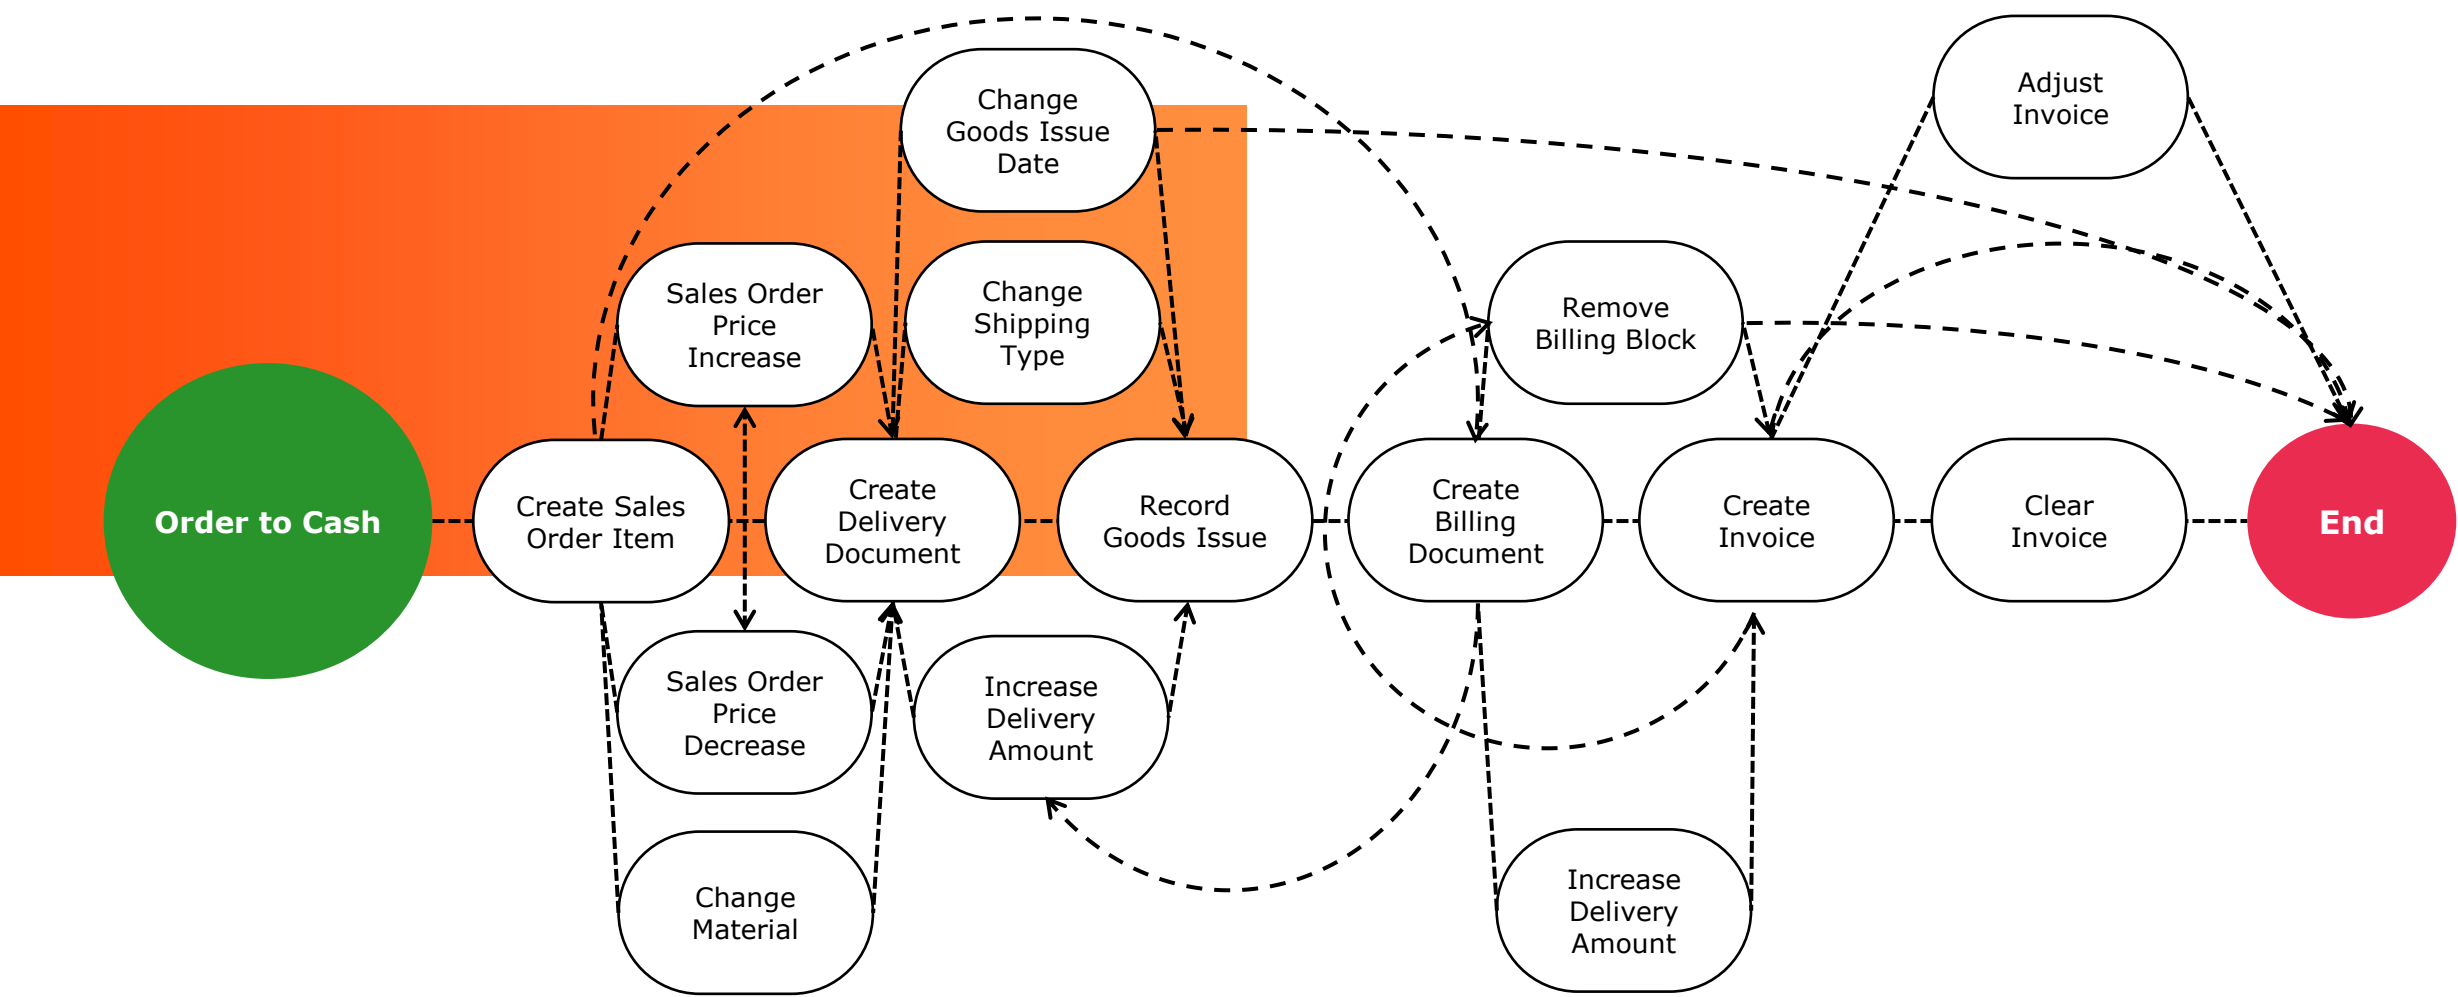 Change
Goods Issue
Date
Adjust
Invoice
Sales Order
Price
Increase
Change
Shipping
Type
Remove
Billing Block
Order to Cash
Create Sales
Order Item
Create
Delivery
Document
Record
Goods Issue
Create
Billing
Document
Create
Invoice
Clear
Invoice
End
Sales Order
Price
Decrease
Increase
Delivery
Amount
Change
Material
Increase
Delivery
Amount